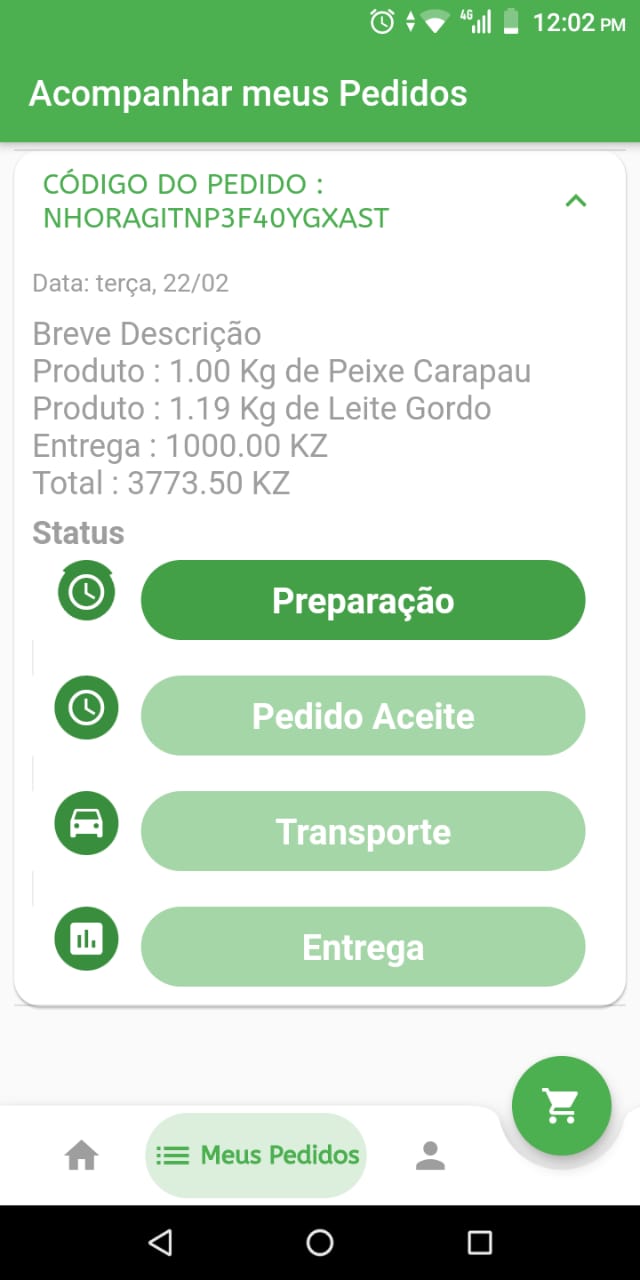 4G 12:02 PM
Acompanhar meus Pedidos
CÓDIGO DO PEDIDO :
NHORAGITNP3F40YGXAST
Data: terça, 22/02
Breve Descrição
Produto : 1.00 Kg de Peixe Carapau
Produto : 1.19 Kg de Leite Gordo
Entrega : 1000.00 KZ
Total : 3773.50 KZ
Status
Preparação
Pedido Aceite
Transporte
Entrega
Meus Pedidos